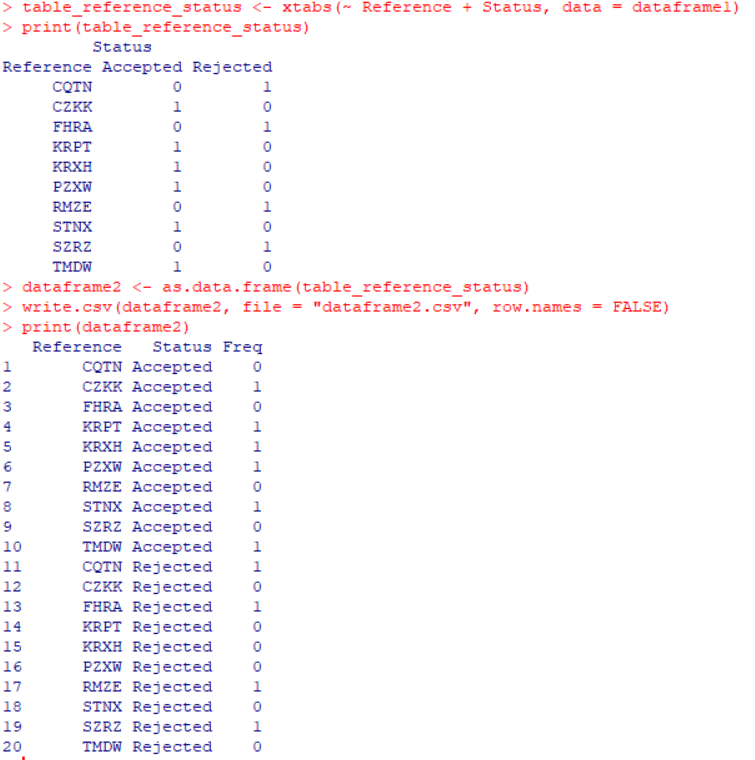 > table_reference_status <- xtabs(~ Reference + Status, data = dataframe1)
> print(table_reference_status)
         Status
Reference Accepted Rejected
     CQTN        0        1
     CZKK        1        0
     FHRA        0        1
     KRPT        1        0
     KRXH        1        0
     PZXW        1        0
     RMZE        0        1
     STNX        1        0
     SZRZ        0        1
     TMDW        1        0
> dataframe2 <- as.data.frame(table_reference_status)
> write.csv(dataframe2, file = "dataframe2.csv", row.names = FALSE)
> print(dataframe2)
   Reference   Status Freq
1       CQTN Accepted    0
2       CZKK Accepted    1
3       FHRA Accepted    0
4       KRPT Accepted    1
5       KRXH Accepted    1
6       PZXW Accepted    1
7       RMZE Accepted    0
8       STNX Accepted    1
9       SZRZ Accepted    0
10      TMDW Accepted    1
11      CQTN Rejected    1
12      CZKK Rejected    0
13      FHRA Rejected    1
14      KRPT Rejected    0
15      KRXH Rejected    0
16      PZXW Rejected    0
17      RMZE Rejected    1
18      STNX Rejected    0
19      SZRZ Rejected    1
20      TMDW Rejected    0